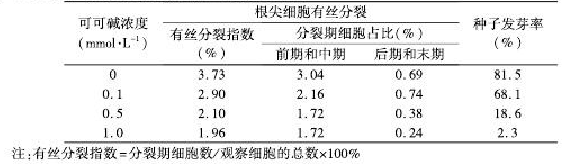 可可碱浓度 (mmol·L⁻¹) 根尖细胞有丝分裂 种子发芽率 (%)
有丝分裂指数 (%) 分裂期细胞占比(%)
前期和中期 后期和末期
0 3.73 3.04 0.69 81.5
0.1 2.90 2.16 0.74 68.1
0.5 2.10 1.72 0.38 18.6
1.0 1.96 1.72 0.24 2.3
注:有丝分裂指数=分裂期细胞数/观察细胞的总数×100%